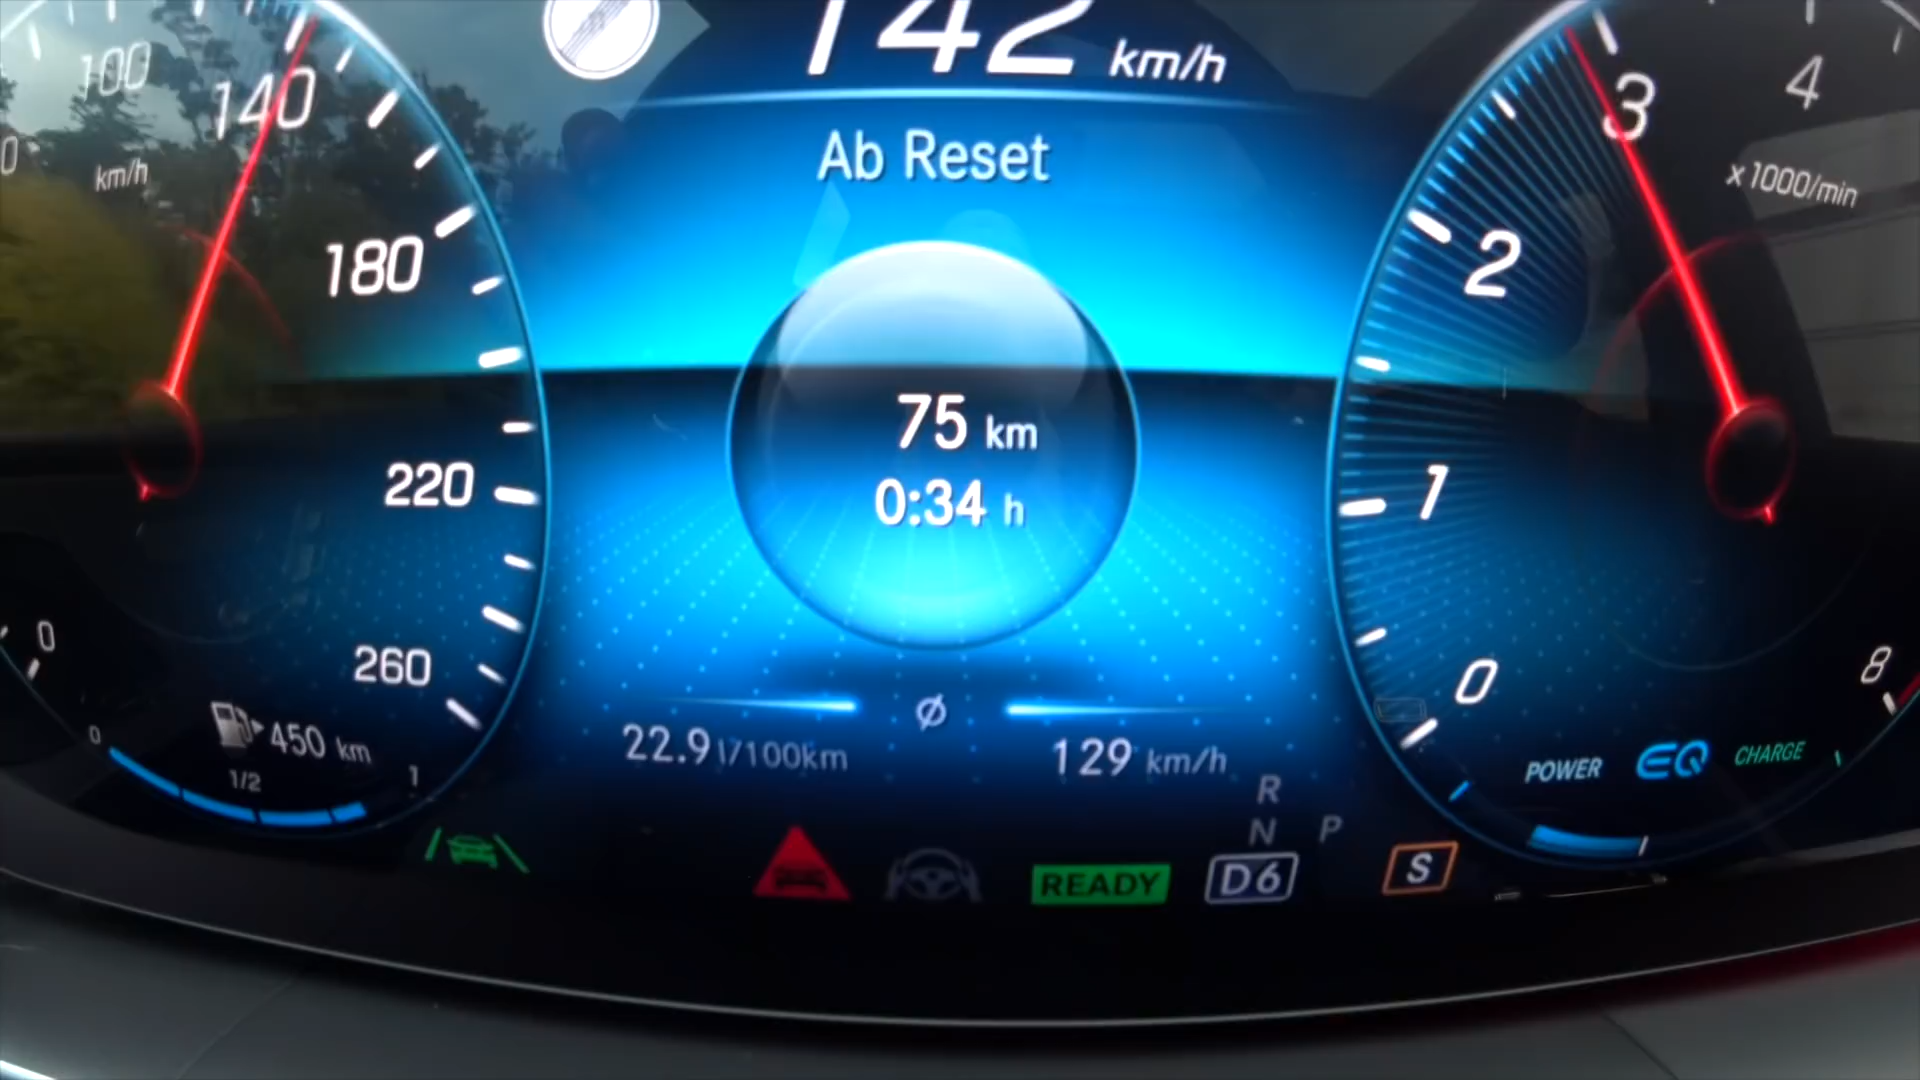 142 km/h
100
140
0
km/h
180
220
260
0
Ab Reset
75 km
0:34 h
Ø
22.9 l/100km
129 km/h
3
4
x1000/min
2
1
0
8
450 km
0
1/2
1
POWER
EQ
CHARGE
R
N
P
READY
D6
S